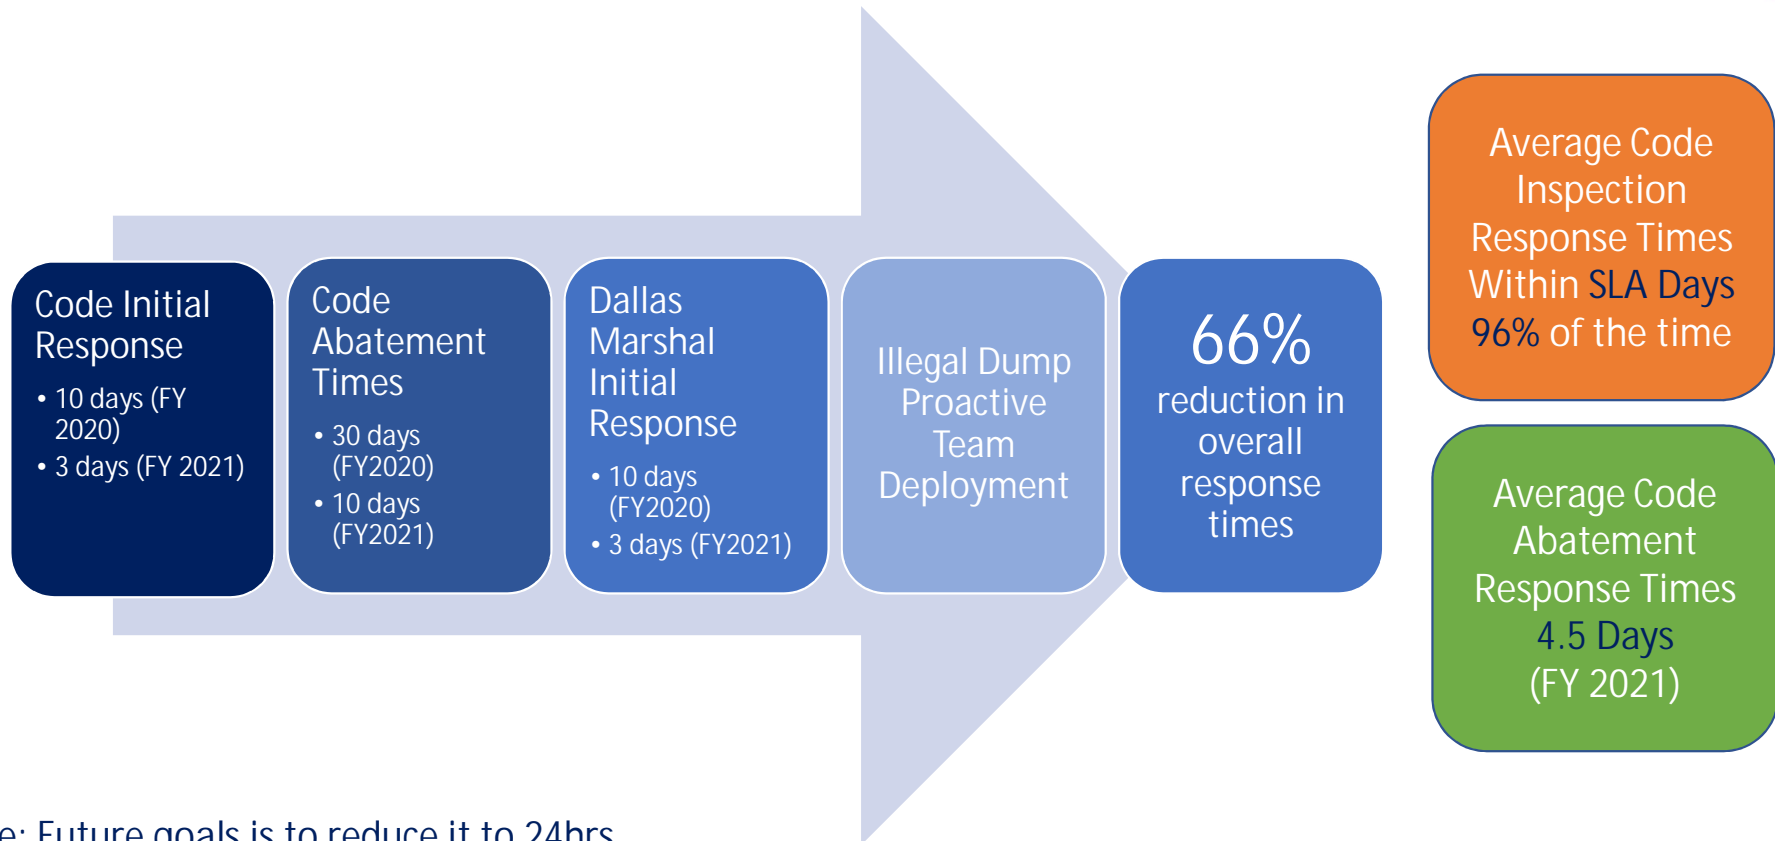 Code Initial
Response
• 10 days (FY
2020)
• 3 days (FY 2021)
Code
Abatement
Times
• 30 days
(FY2020)
• 10 days
(FY2021)
Dallas
Marshal
Initial
Response
• 10 days
(FY2020)
• 3 days (FY2021)
Illegal Dump
Proactive
Team
Deployment
66%
reduction in
overall
response
times
Average Code
Inspection
Response Times
Within SLA Days
96% of the time
Average Code
Abatement
Response Times
4.5 Days
(FY 2021)
Future goals is to reduce it to 24hrs